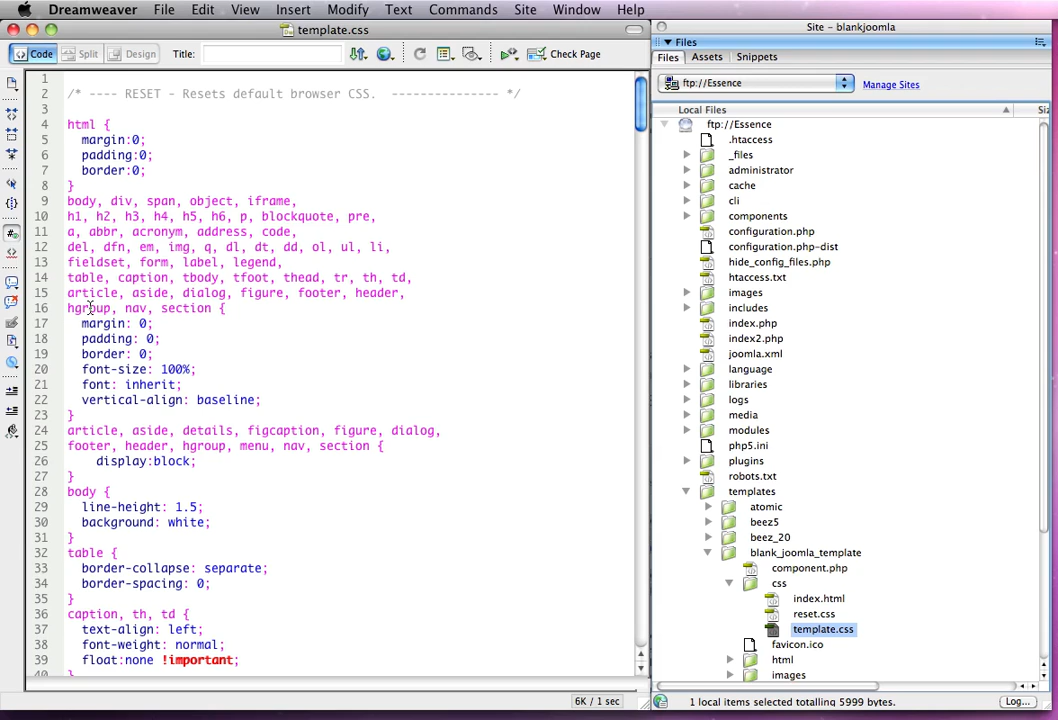 Dreamweaver File Edit View Insert Modify Text Commands Site Window Help
template.css
Code Split Design Title: Check Page
1
2 /* ---- RESET - Resets default browser CSS. --------------- */
3
4 html {
5 margin:0;
6 padding:0;
7 border:0;
8 }
9 body, div, span, object, iframe,
10 h1, h2, h3, h4, h5, h6, p, blockquote, pre,
11 a, abbr, acronym, address, code,
12 del, dfn, em, img, q, dl, dt, dd, ol, ul, li,
13 fieldset, form, label, legend,
14 table, caption, tbody, tfoot, thead, tr, th, td,
15 article, aside, dialog, figure, footer, header,
16 hgroup, nav, section {
17 margin: 0;
18 padding: 0;
19 border: 0;
20 font-size: 100%;
21 font: inherit;
22 vertical-align: baseline;
23 }
24 article, aside, details, figcaption, figure, dialog,
25 footer, header, hgroup, menu, nav, section {
26 display:block;
27 }
28 body {
29 line-height: 1.5;
30 background: white;
31 }
32 table {
33 border-collapse: separate;
34 border-spacing: 0;
35 }
36 caption, th, td {
37 text-align: left;
38 font-weight: normal;
39 float:none !important;
40 }
6K / 1 sec
Site - blankjoomla
Files
Files Assets Snippets
ftp://Essence Manage Sites
Local Files Siz
ftp://Essence
.htaccess
_files
administrator
cache
cli
components
configuration.php
configuration.php-dist
hide_config_files.php
htaccess.txt
images
includes
index.php
index2.php
joomla.xml
language
libraries
logs
media
modules
php5.ini
plugins
robots.txt
templates
atomic
beez5
beez_20
blank_joomla_template
component.php
css
index.html
reset.css
template.css
favicon.ico
html
images
1 local items selected totalling 5999 bytes. Log...